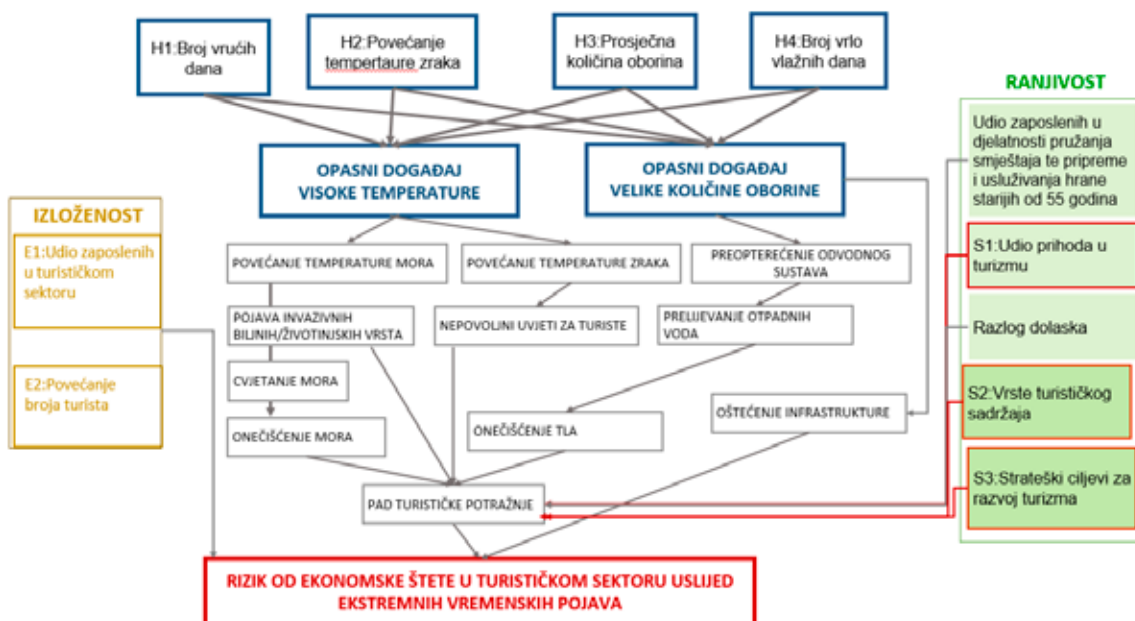 H1:Broj vrućih
dana
H2:Povećanje
tempertaure zraka
H3:Prosječna
količina oborina
H4:Broj vrlo
vlažnih dana
RANJIVOST
Udio zaposlenih u
djelatnosti pružanja
smještaja te pripreme
i usluživanja hrane
starijih od 55 godina
S1:Udio prihoda u
turizmu
Razlog dolaska
S2:Vrste turističkog
sadržaja
S3:Strateški ciljevi za
razvoj turizma
OPASNI DOGAĐAJ
VISOKE TEMPERATURE
OPASNI DOGAĐAJ
VELIKE KOLIČINE OBORINE
IZLOŽENOST
E1:Udio zaposlenih
u turističkom
sektoru
E2:Povećanje
broja turista
POVEĆANJE TEMPERATURE MORA
POVEĆANJE TEMPERATURE ZRAKA
PREOPTEREĆENJE ODVODNOG
SUSTAVA
POJAVA INVAZIVNIH
BILJNIH/ŽIVOTINJSKIH VRSTA
NEPOVOLJNI UVJETI ZA TURISTE
PRELIJEVANJE OTPADNIH
VODA
CVJETANJE MORA
OŠTEĆENJE INFRASTRUKTURE
ONEČIŠĆENJE MORA
ONEČIŠĆENJE TLA
PAD TURISTIČKE POTRAŽNJE
RIZIK OD EKONOMSKE ŠTETE U TURISTIČKOM SEKTORU USLIJED
EKSTREMNIH VREMENSKIH POJAVA